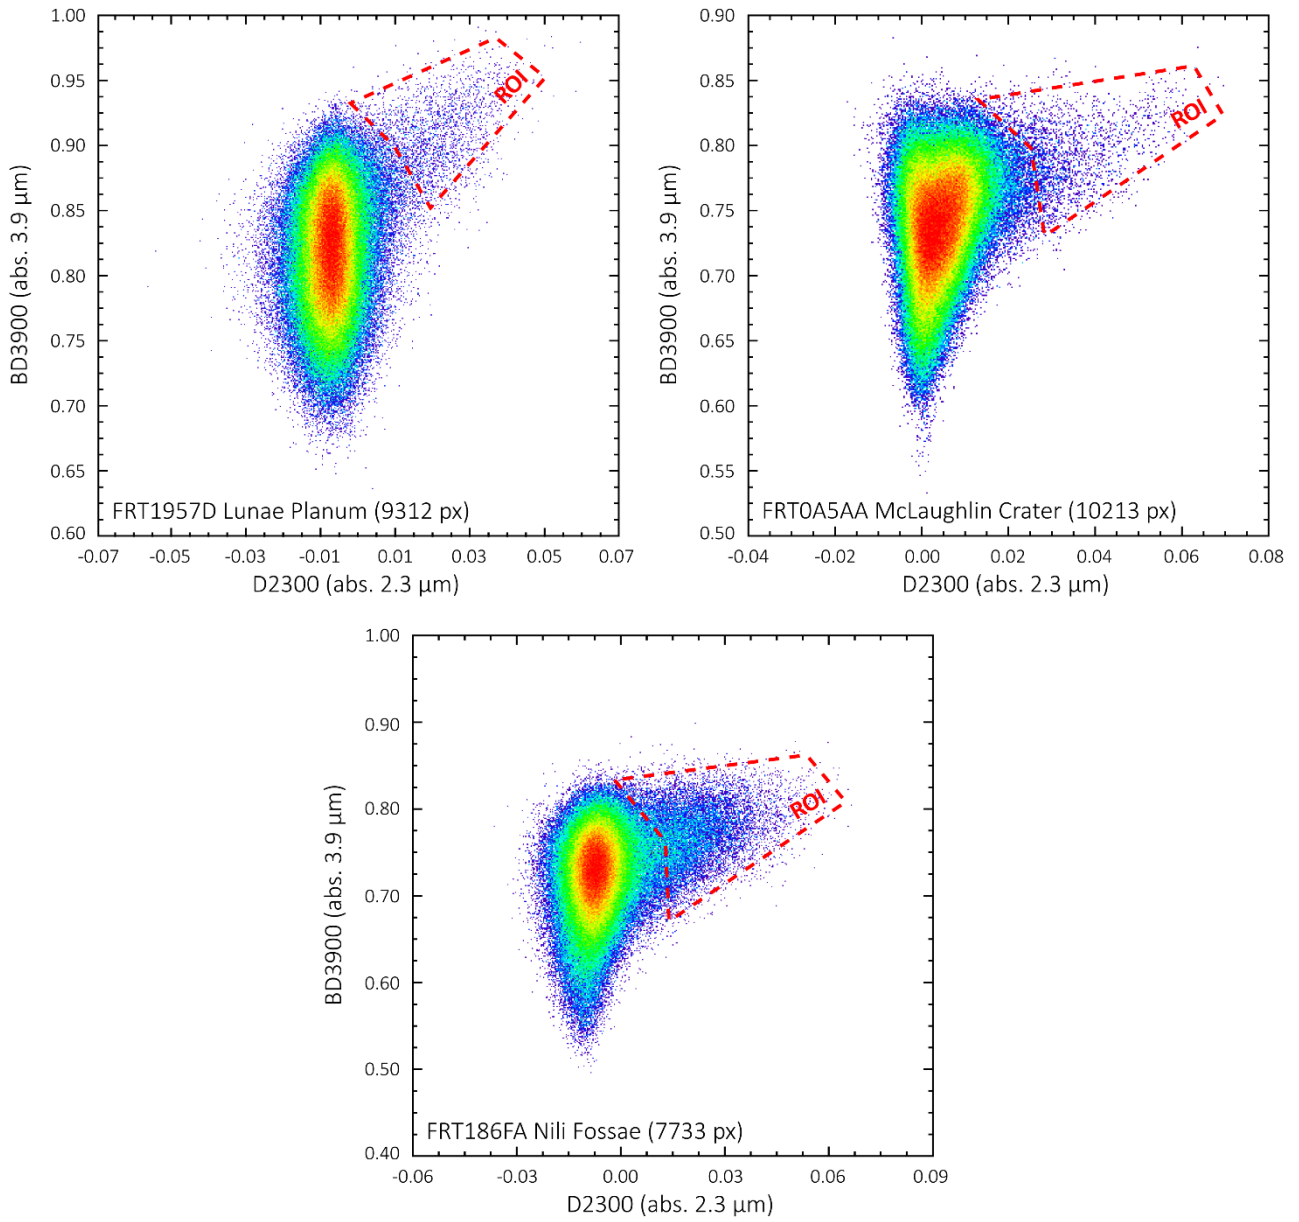 1.00
0.95
0.90
0.85
0.80
0.75
0.70
0.65
0.60
BD3900 (abs. 3.9 µm)
ROI
FRT1957D Lunae Planum (9312 px)
-0.07 -0.05 -0.03 -0.01 0.01 0.03 0.05 0.07
D2300 (abs. 2.3 µm)
0.90
0.85
0.80
0.75
0.70
0.65
0.60
0.55
0.50
BD3900 (abs. 3.9 µm)
ROI
FRT0A5AA McLaughlin Crater (10213 px)
-0.04 -0.02 0.00 0.02 0.04 0.06 0.08
D2300 (abs. 2.3 µm)
1.00
0.90
0.80
0.70
0.60
0.50
0.40
BD3900 (abs. 3.9 µm)
ROI
FRT186FA Nili Fossae (7733 px)
-0.06 -0.03 0.00 0.03 0.06 0.09
D2300 (abs. 2.3 µm)